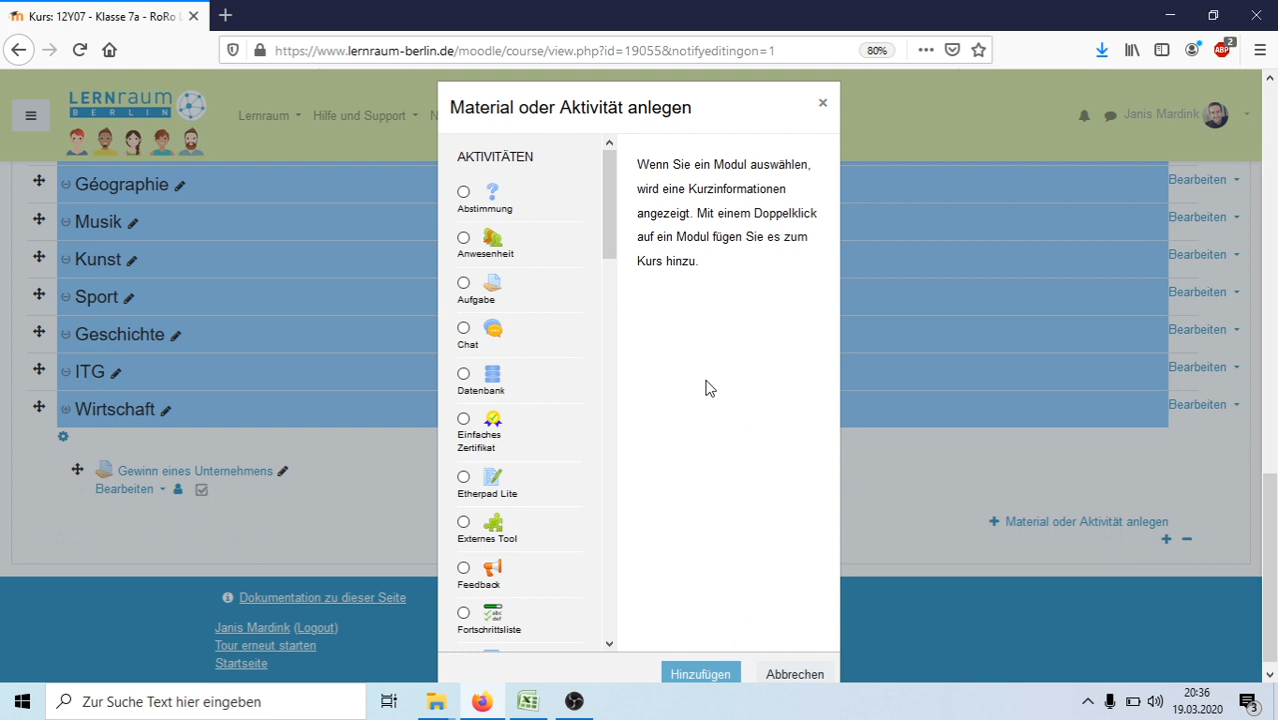 Kurs: 12Y07 - Klasse 7a - RoRo L
https://www.lernraum-berlin.de/moodle/course/view.php?id=19055&notifyeditingon=1
80%
ABP
2
LERNraum
BERLIN
Lernraum
Hilfe und Support
N
Janis Mardink
Material oder Aktivität anlegen
×
AKTIVITÄTEN
Abstimmung
Anwesenheit
Aufgabe
Chat
Datenbank
Einfaches
Zertifikat
Etherpad Lite
Externes Tool
Feedback
abc
def
Fortschrittsliste
Wenn Sie ein Modul auswählen,
wird eine Kurzinformationen
angezeigt. Mit einem Doppelklick
auf ein Modul fügen Sie es zum
Kurs hinzu.
Hinzufügen
Abbrechen
Géographie
Bearbeiten
Musik
Bearbeiten
Kunst
Bearbeiten
Sport
Bearbeiten
Geschichte
Bearbeiten
ITG
Bearbeiten
Wirtschaft
Bearbeiten
Gewinn eines Unternehmens
Bearbeiten
Material oder Aktivität anlegen
Dokumentation zu dieser Seite
Janis Mardink (Logout)
Tour erneut starten
Startseite
Zur Suche Text hier eingeben
20:36
19.03.2020
3